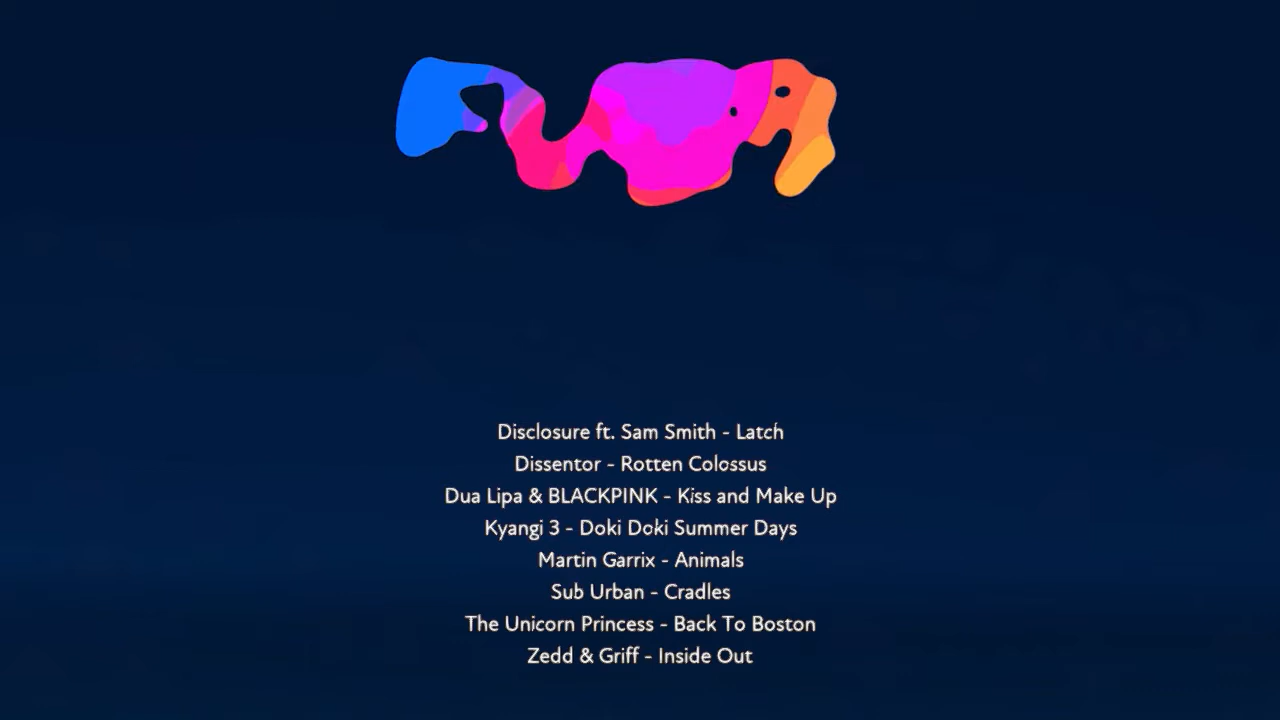 Disclosure ft. Sam Smith - Latch
Dissentor - Rotten Colossus
Dua Lipa & BLACKPINK - Kiss and Make Up
Kyangi 3 - Doki Doki Summer Days
Martin Garrix - Animals
Sub Urban - Cradles
The Unicorn Princess - Back To Boston
Zedd & Griff - Inside Out